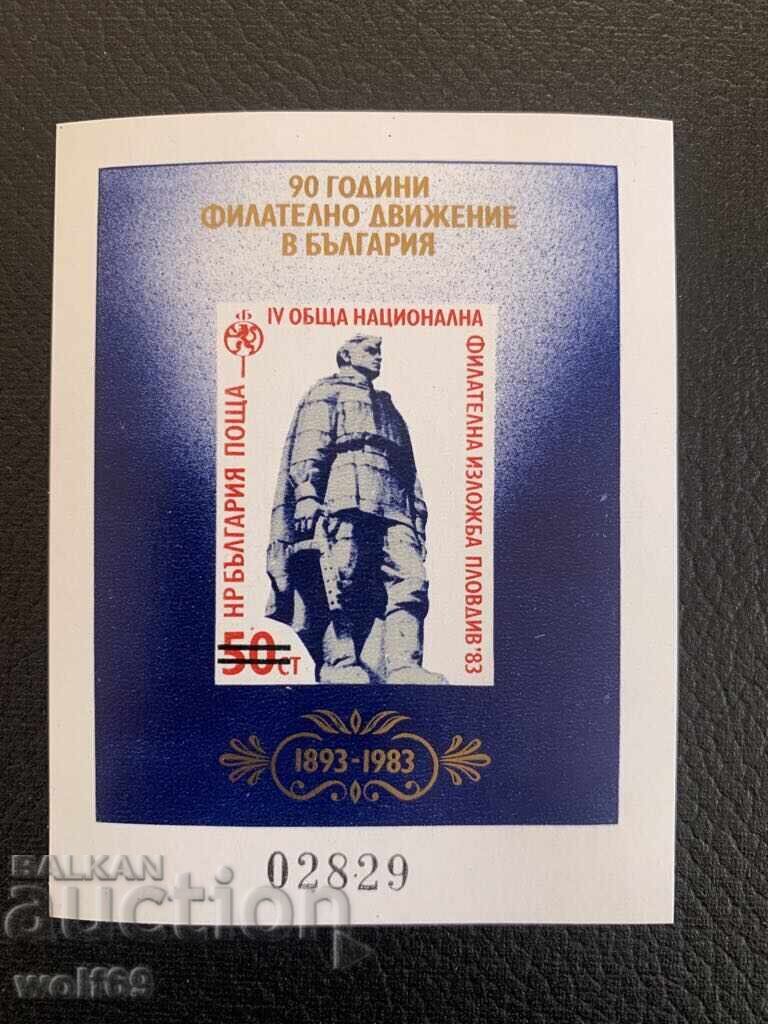 90 ГОДИНИ
ФИЛАТЕЛНО ДВИЖЕНИЕ
В БЪЛГАРИЯ
Ф
IV ОБЩА НАЦИОНАЛНА
ФИЛАТЕЛНА ИЗЛОЖБА ПЛОВДИВ'83
НР БЪЛГАРИЯ ПОЩА
50 СТ
1893-1983
02829
BALKAN
auction
wolf69